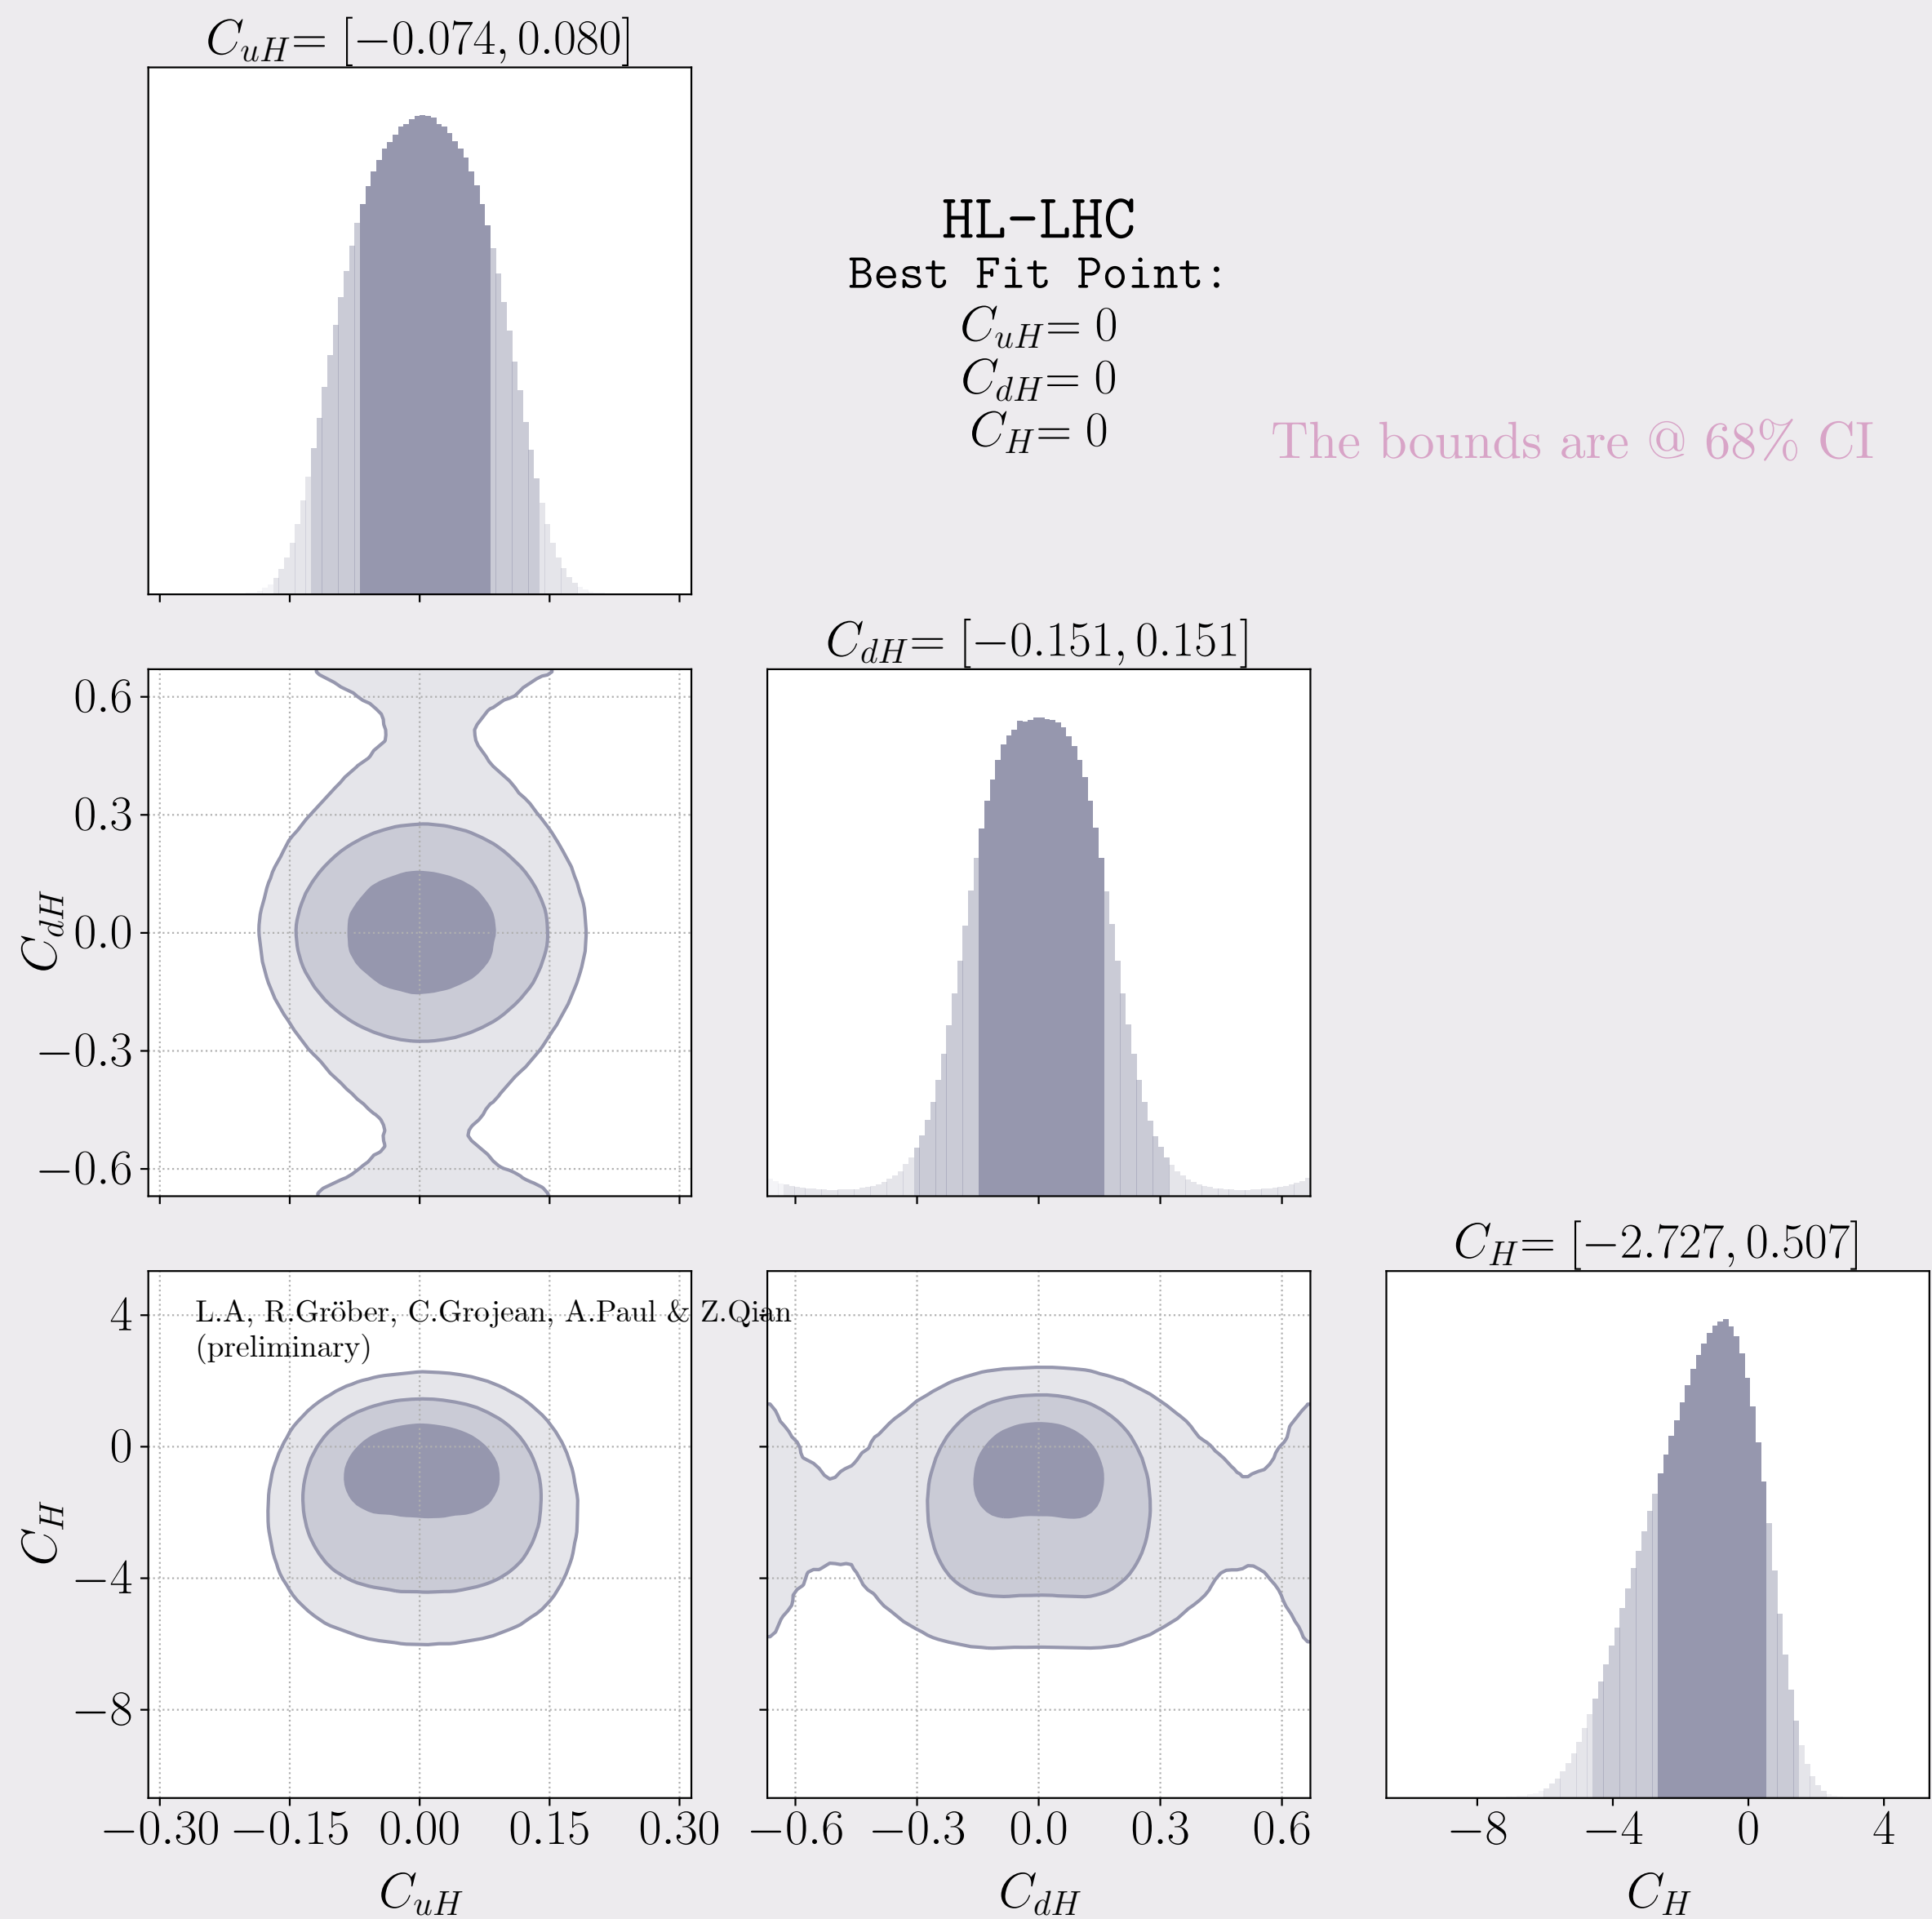 C_{uH}= [−0.074, 0.080]
HL-LHC
Best Fit Point:
C_{uH}= 0
C_{dH}= 0
C_H= 0
The bounds are @ 68% CI
C_{dH}= [−0.151, 0.151]
0.6
0.3
0.0
−0.3
−0.6
C_{dH}
C_H= [−2.727, 0.507]
L.A, R.Gröber, C.Grojean, A.Paul & Z.Qian
(preliminary)
4
0
−4
−8
C_H
−0.30 −0.15 0.00 0.15 0.30 −0.6 −0.3 0.0 0.3 0.6 −8 −4 0 4
C_{uH} C_{dH} C_H